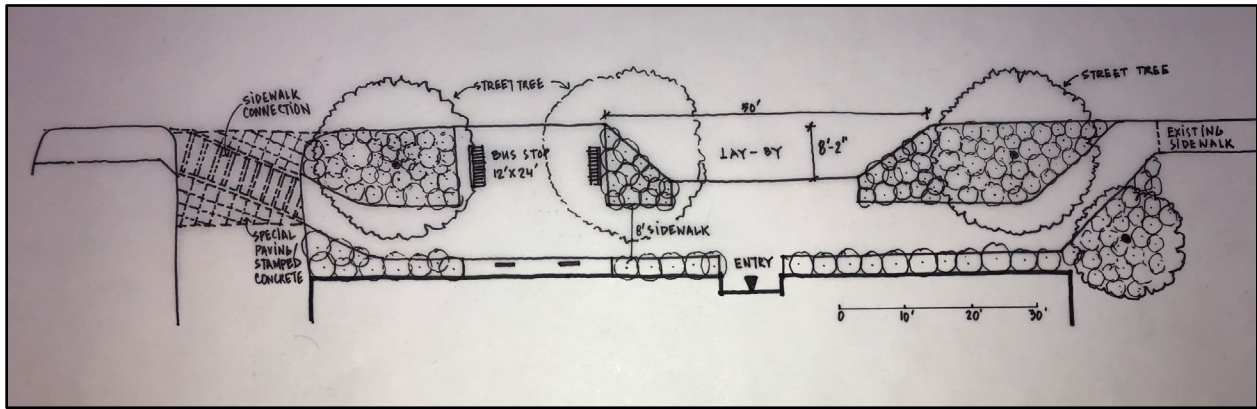 SIDEWALK
CONNECTION
STREET TREE
50'
STREET TREE
BUS STOP
12' X 24'
LAY-BY
8'-2"
EXISTING
SIDEWALK
8' SIDEWALK
SPECIAL
PAVING/
STAMPED
CONCRETE
ENTRY
0 10' 20' 30'